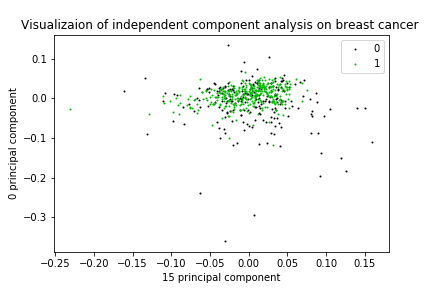 Visualizaion of independent component analysis on breast cancer
0
1
0.1
0.0
−0.1
−0.2
−0.3
0 principal component
−0.25 −0.20 −0.15 −0.10 −0.05 0.00 0.05 0.10 0.15
15 principal component